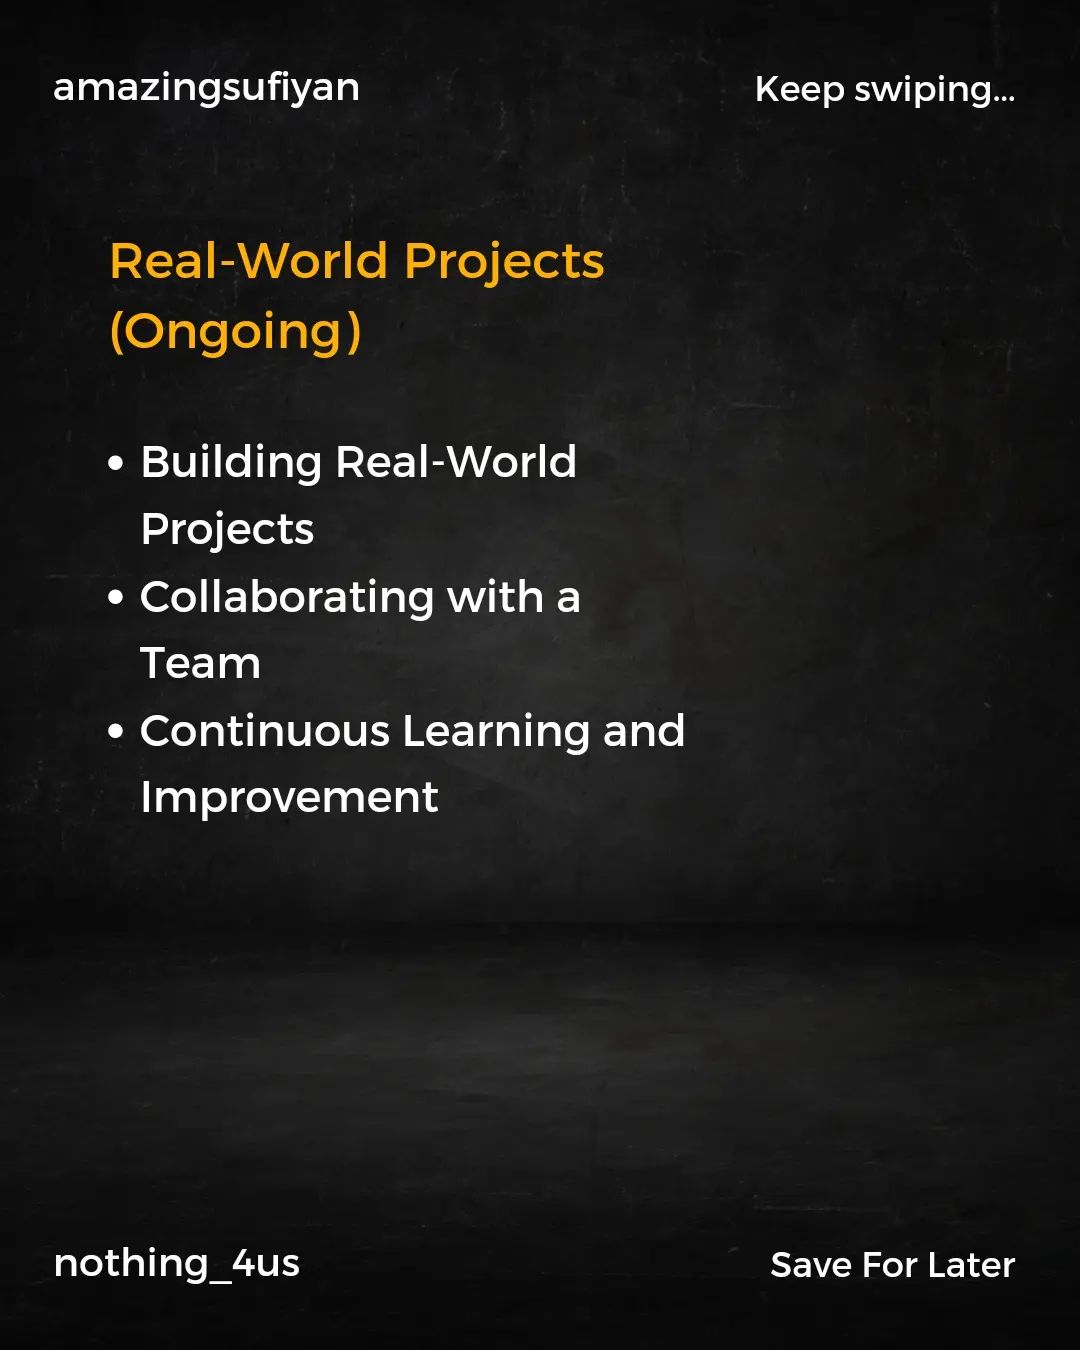 amazingsufiyan
Keep swiping...
Real-World Projects
(Ongoing)
• Building Real-World
Projects
• Collaborating with a
Team
• Continuous Learning and
Improvement
nothing_4us
Save For Later